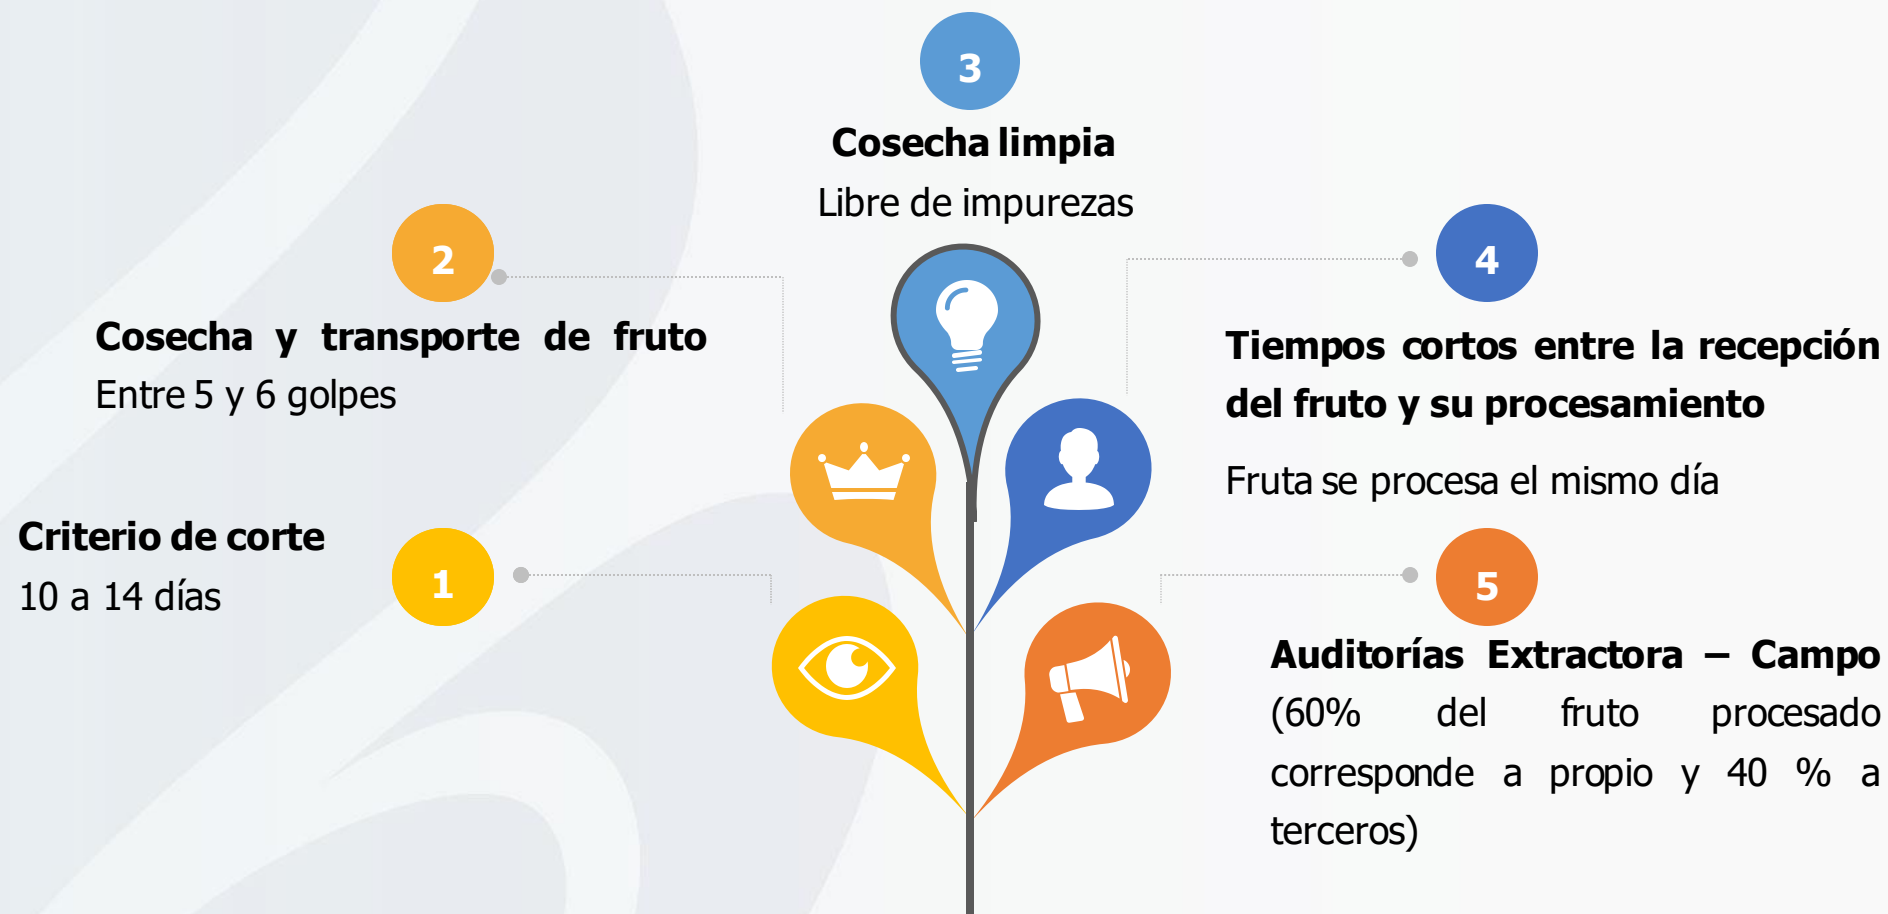 1
Criterio de corte
10 a 14 días
2
Cosecha y transporte de fruto
Entre 5 y 6 golpes
3
Cosecha limpia
Libre de impurezas
4
Tiempos cortos entre la recepción
del fruto y su procesamiento
Fruta se procesa el mismo día
5
Auditorías Extractora – Campo
(60% del fruto procesado
corresponde a propio y 40 % a
terceros)